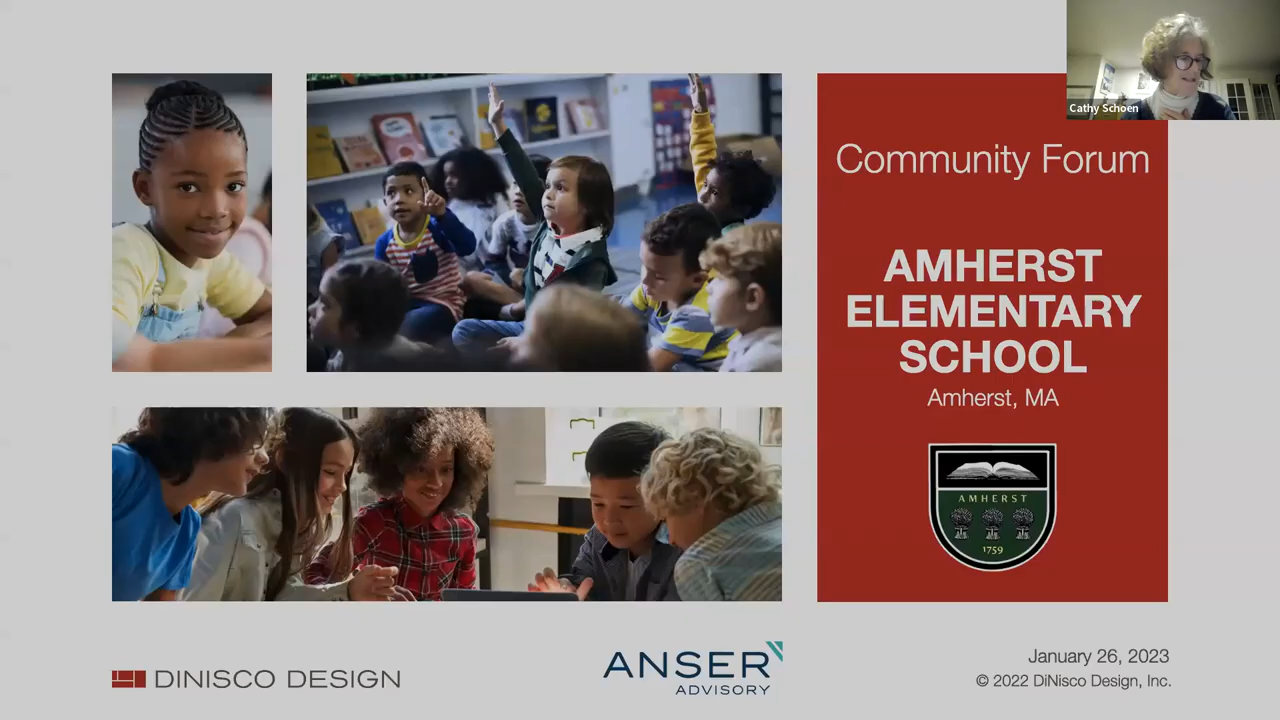 Cathy Schoen
Community Forum
AMHERST
ELEMENTARY
SCHOOL
Amherst, MA
AMHERST
1759
DINISCO DESIGN
ANSER
ADVISORY
January 26, 2023
© 2022 DiNisco Design, Inc.